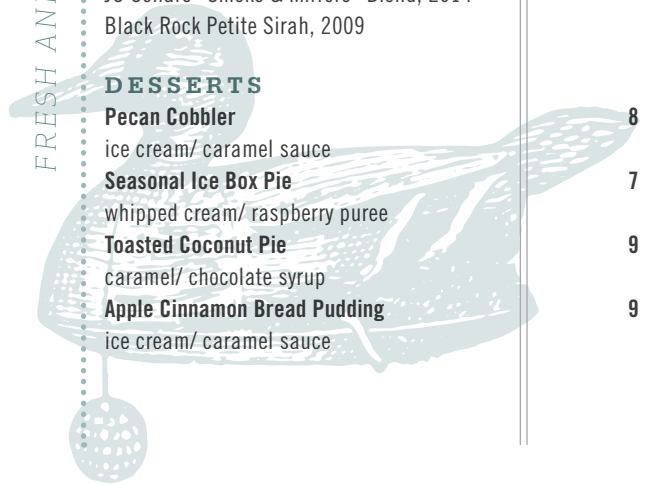 Black Rock Petite Sirah, 2009
DESSERTS
Pecan Cobbler 8
ice cream/ caramel sauce
Seasonal Ice Box Pie 7
whipped cream/ raspberry puree
Toasted Coconut Pie 9
caramel/ chocolate syrup
Apple Cinnamon Bread Pudding 9
ice cream/ caramel sauce
FRESH